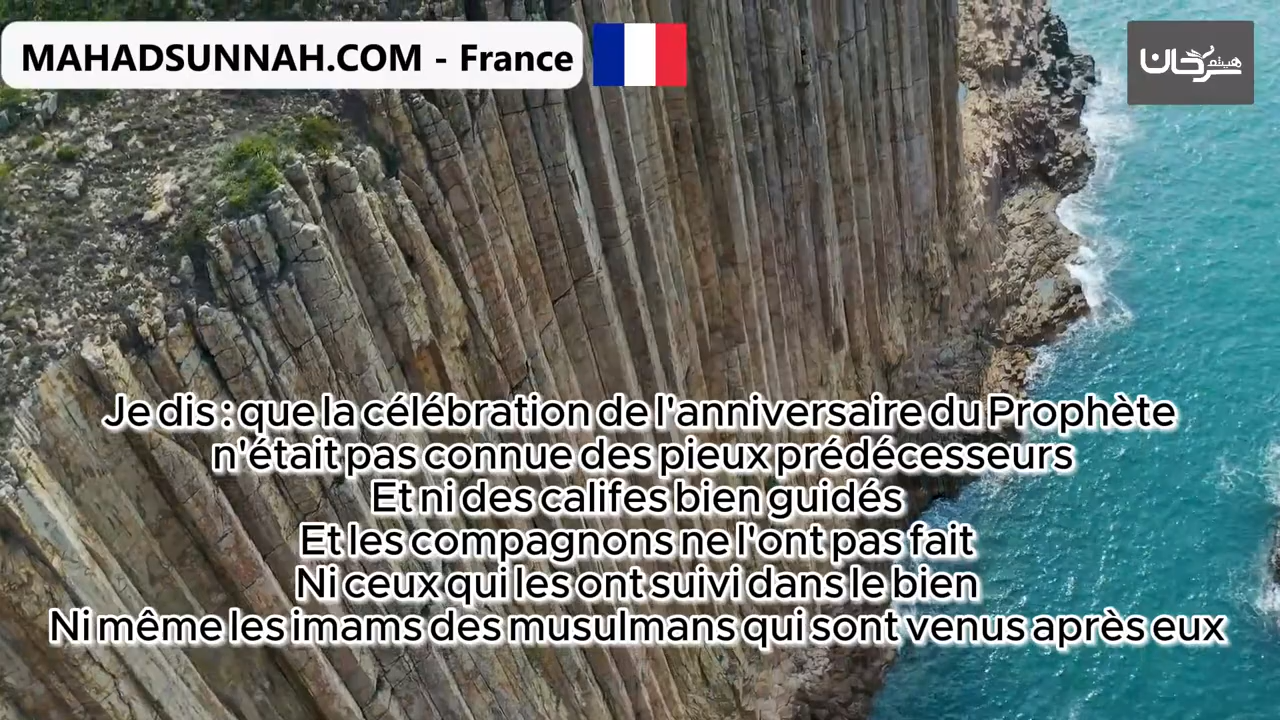 MAHADSUNNAH.COM - France
هيثم سرحان
Je dis : que la célébration de l'anniversaire du Prophète
n'était pas connue des pieux prédécesseurs
Et ni des califes bien guidés
Et les compagnons ne l'ont pas fait
Ni ceux qui les ont suivi dans le bien
Ni même les imams des musulmans qui sont venus après eux